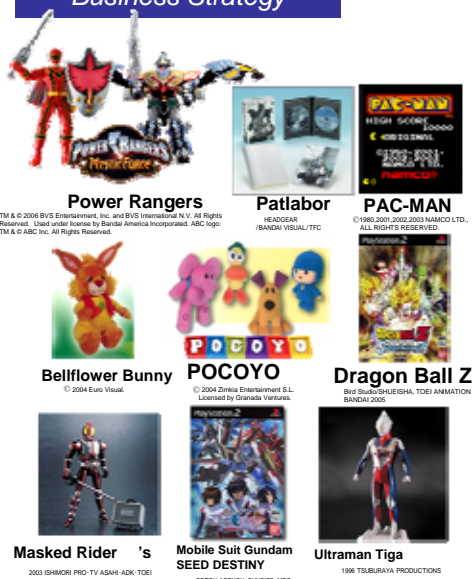 Business Strategy
POWER RANGERS
MYSTIC FORCE
Power Rangers
TM & © 2006 BVS Entertainment, Inc. and BVS International N.V. All Rights
Reserved. Used under license by Bandai America Incorporated. ABC logo:
TM & © ABC Inc. All Rights Reserved.
Patlabor
HEADGEAR
/BANDAI VISUAL/TFC
PAC-MAN
HIGH SCORE
10000
ORIGINAL
namco
PAC-MAN
©1980,2001,2002,2003 NAMCO LTD.,
ALL RIGHTS RESERVED.
Bellflower Bunny
© 2004 Euro Visual.
POCOYO
POCOYO
© 2004 Zinkia Entertainment S.L.
Licensed by Granada Ventures.
PlayStation 2
Dragon Ball Z
Bird Studio/SHUEISHA, TOEI ANIMATION
BANDAI 2005
Masked Rider 's
2003 ISHIMORI PRO･TV ASAHI･ADK･TOEI
PlayStation 2
Mobile Suit Gundam
SEED DESTINY
Ultraman Tiga
1996 TSUBURAYA PRODUCTIONS